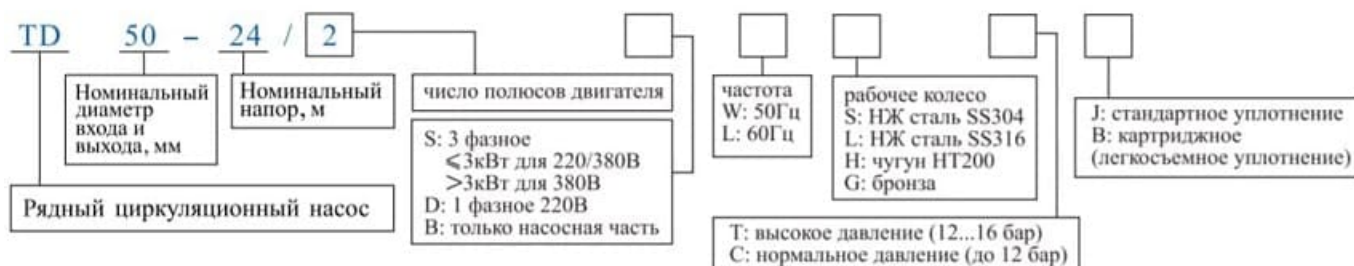 TD 50 - 24 / 2
Номинальный
диаметр
входа и
выхода, мм
Номинальный
напор, м
число полюсов двигателя
частота
W: 50Гц
L: 60Гц
рабочее колесо
S: НЖ сталь SS304
L: НЖ сталь SS316
H: чугун HT200
G: бронза
J: стандартное уплотнение
B: картриджное
(легкосъемное уплотнение)
S: 3 фазное
⩽3кВт для 220/380В
>3кВт для 380В
D: 1 фазное 220В
B: только насосная часть
Рядный циркуляционный насос
T: высокое давление (12...16 бар)
C: нормальное давление (до 12 бар)